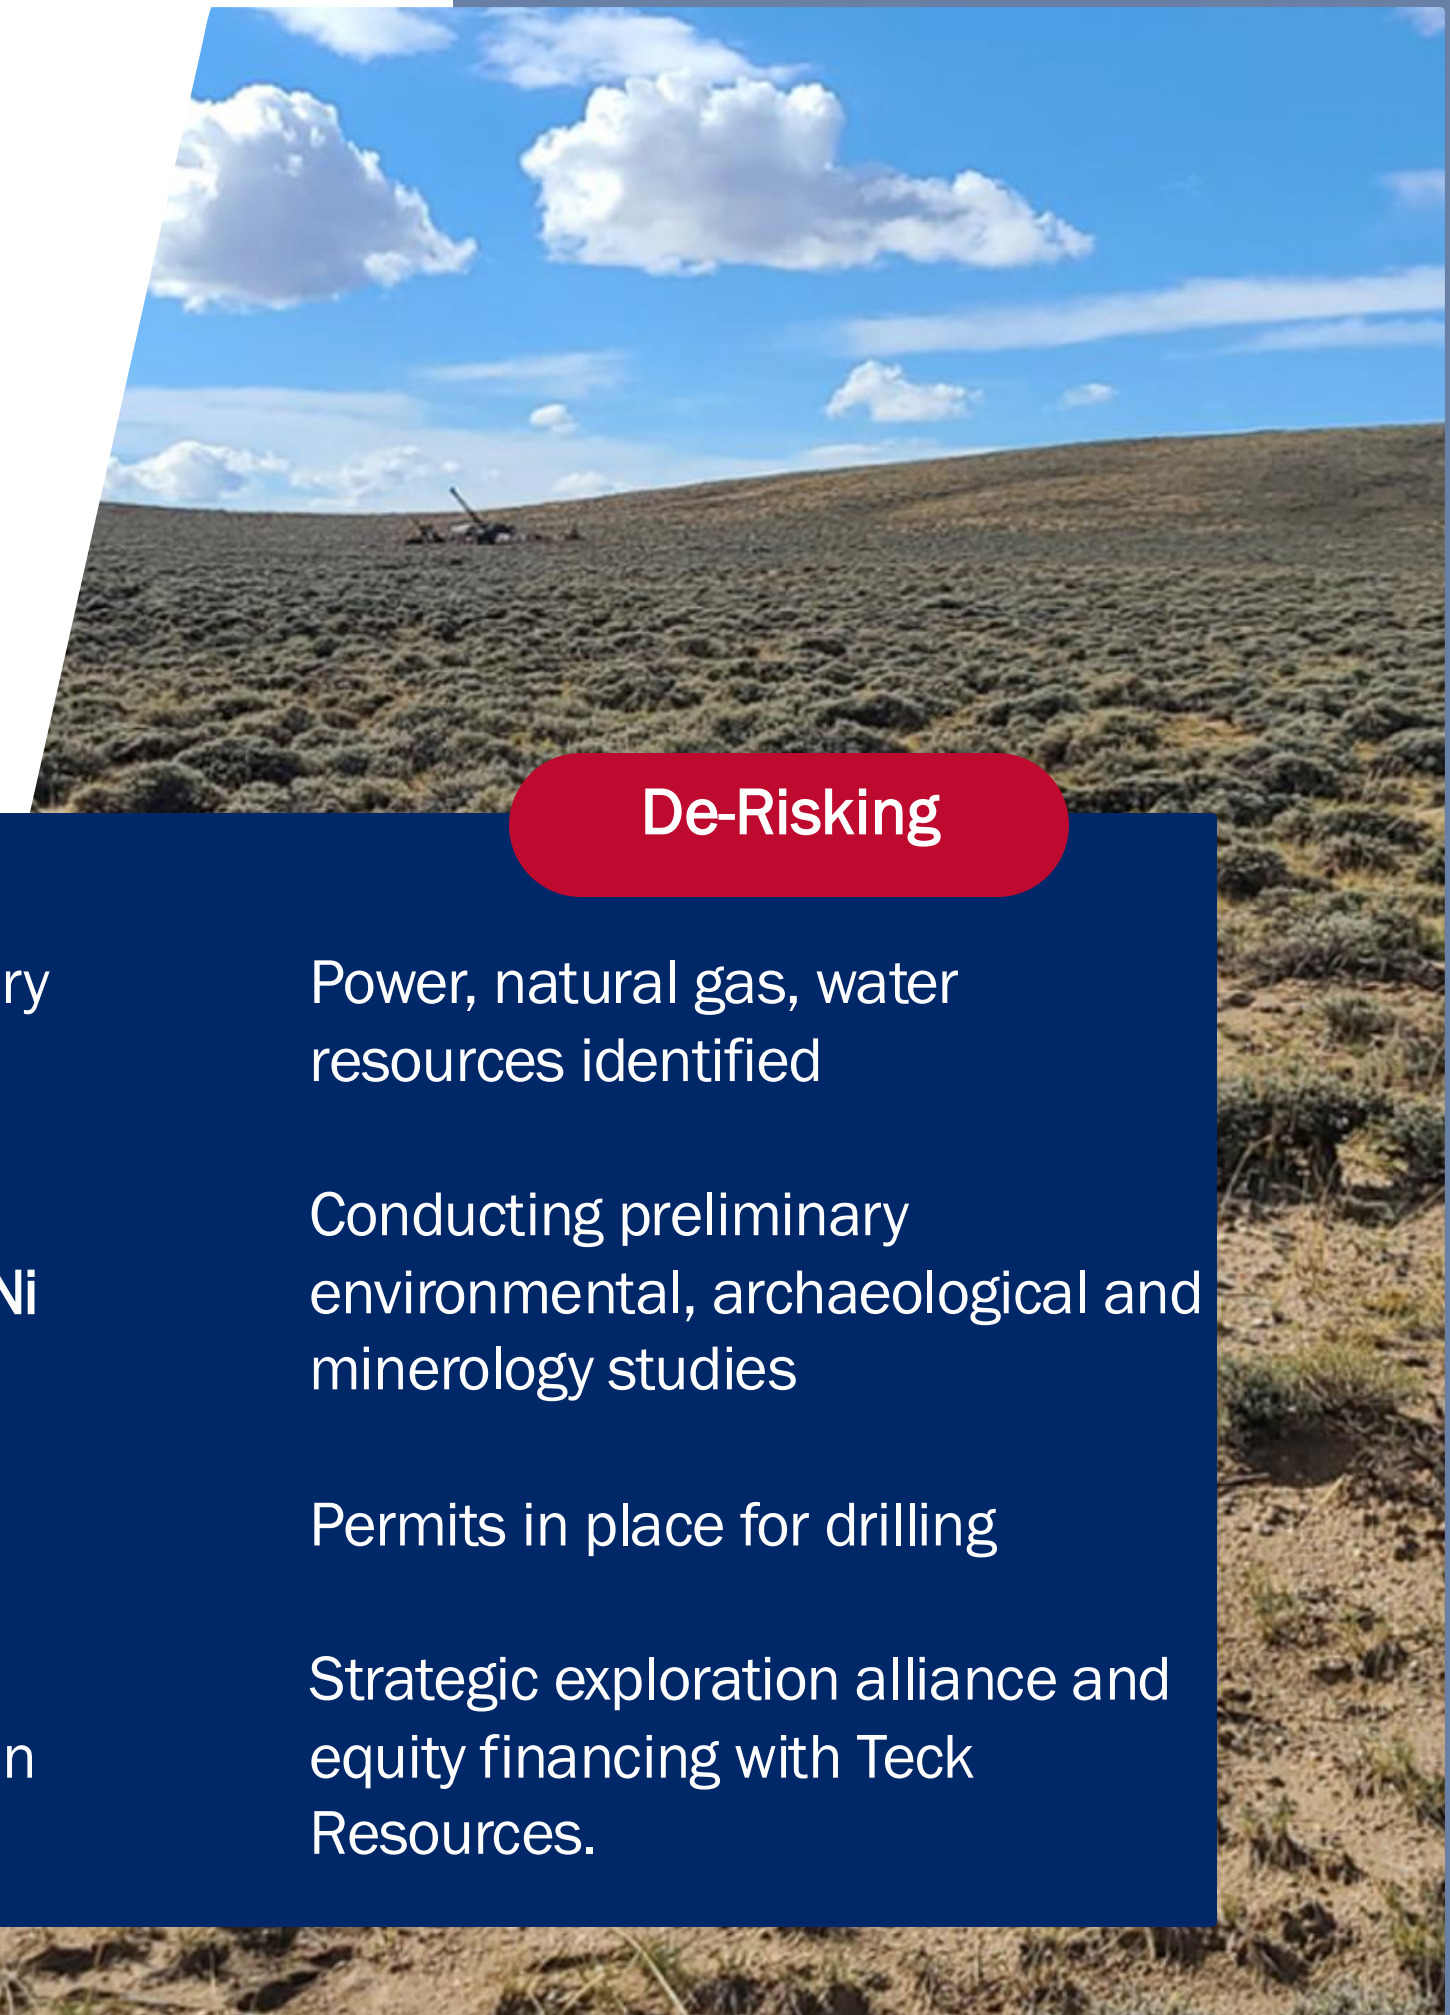 De-Risking
ry
Power, natural gas, water
resources identified
Conducting preliminary
Ni
environmental, archaeological and
minerology studies
Permits in place for drilling
Strategic exploration alliance and
n
equity financing with Teck
Resources.